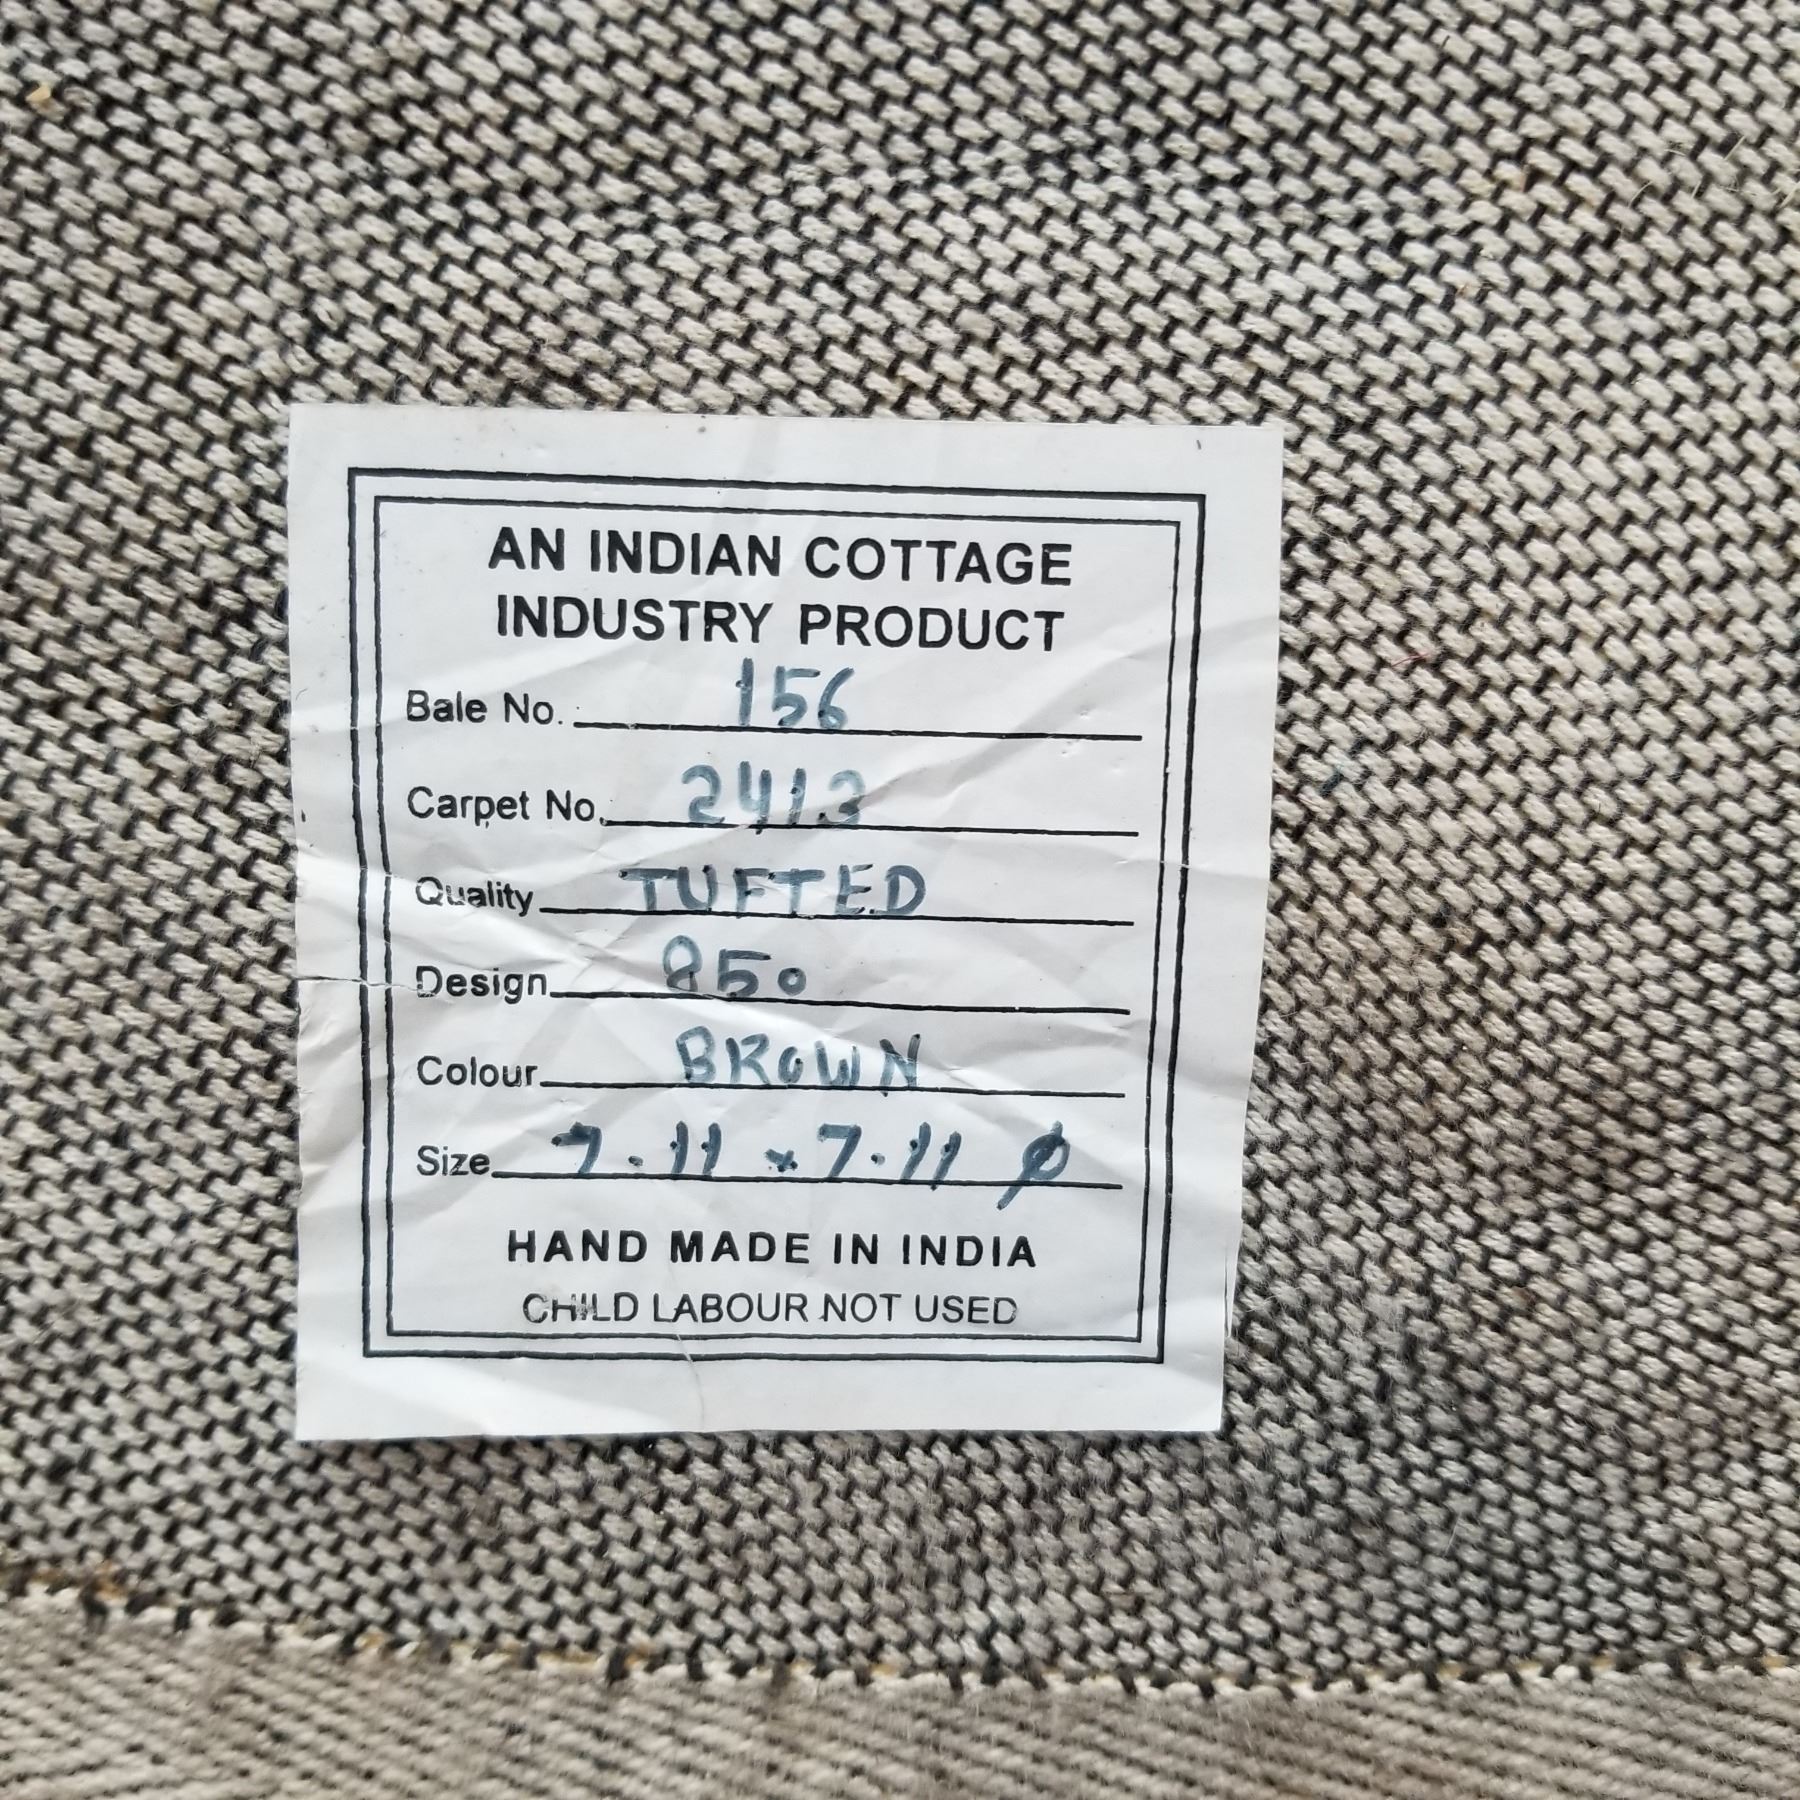 AN INDIAN COTTAGE
INDUSTRY PRODUCT
Bale No. 156
Carpet No. 2413
Quality TUFTED
Design 850
Colour BROWN
Size 7.11 x 7.11 ø
HAND MADE IN INDIA
CHILD LABOUR NOT USED